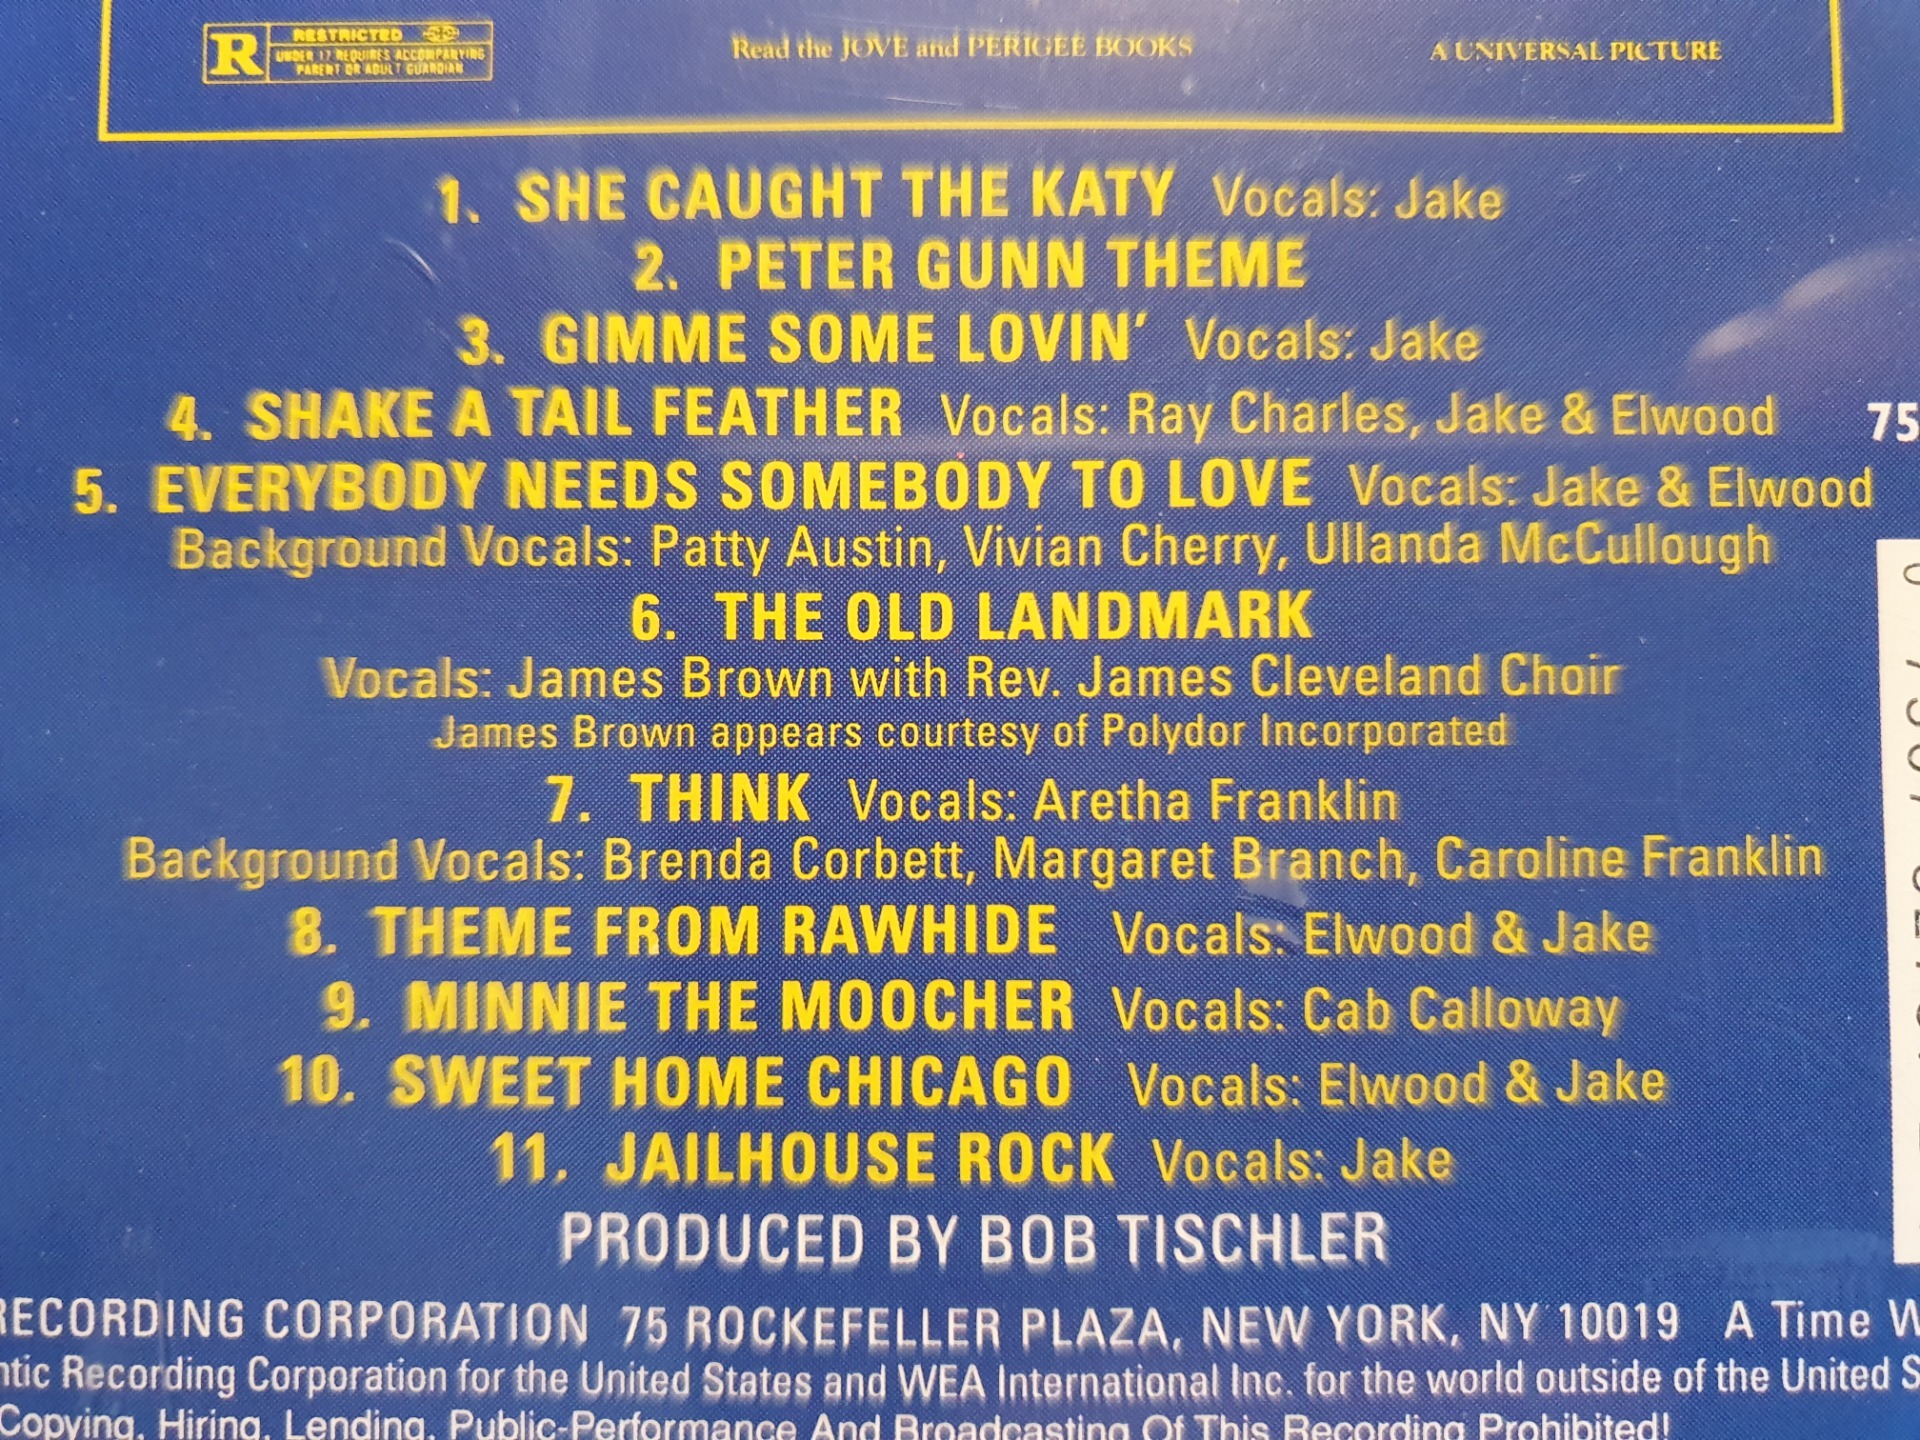 R RESTRICTED
UNDER 17 REQUIRES ACCOMPANYING
PARENT OR ADULT GUARDIAN
Read the JOVE and PERIGEE BOOKS
A UNIVERSAL PICTURE
1. SHE CAUGHT THE KATY Vocals: Jake
2. PETER GUNN THEME
3. GIMME SOME LOVIN' Vocals: Jake
4. SHAKE A TAIL FEATHER Vocals: Ray Charles, Jake & Elwood
75
5. EVERYBODY NEEDS SOMEBODY TO LOVE Vocals: Jake & Elwood
Background Vocals: Patty Austin, Vivian Cherry, Ullanda McCullough
6. THE OLD LANDMARK
Vocals: James Brown with Rev. James Cleveland Choir
James Brown appears courtesy of Polydor Incorporated
7. THINK Vocals: Aretha Franklin
Background Vocals: Brenda Corbett, Margaret Branch, Caroline Franklin
8. THEME FROM RAWHIDE Vocals: Elwood & Jake
9. MINNIE THE MOOCHER Vocals: Cab Calloway
10. SWEET HOME CHICAGO Vocals: Elwood & Jake
11. JAILHOUSE ROCK Vocals: Jake
PRODUCED BY BOB TISCHLER
RECORDING CORPORATION 75 ROCKEFELLER PLAZA, NEW YORK, NY 10019 A Time W
ntic Recording Corporation for the United States and WEA International Inc. for the world outside of the United S
Copying, Hiring, Lending, Public-Performance And Broadcasting Of This Recording Prohibited!